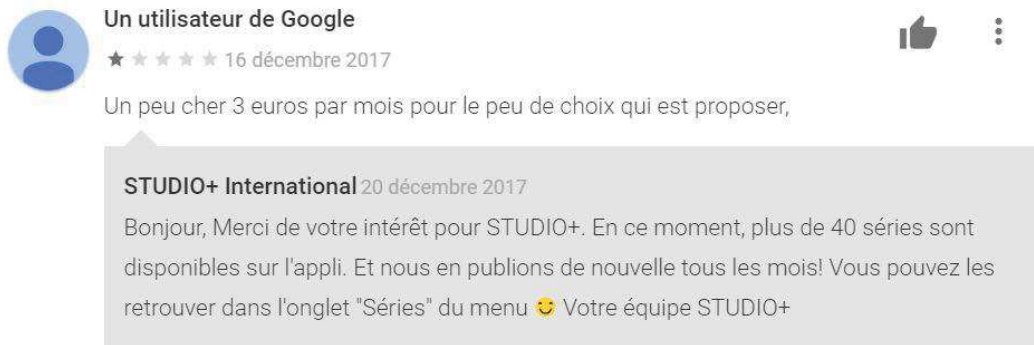 Un utilisateur de Google
16 décembre 2017
Un peu cher 3 euros par mois pour le peu de choix qui est proposer,
STUDIO+ International 20 décembre 2017
Bonjour, Merci de votre intérêt pour STUDIO+. En ce moment, plus de 40 séries sont
disponibles sur l'appli. Et nous en publions de nouvelle tous les mois! Vous pouvez les
retrouver dans l'onglet "Séries" du menu 😊 Votre équipe STUDIO+